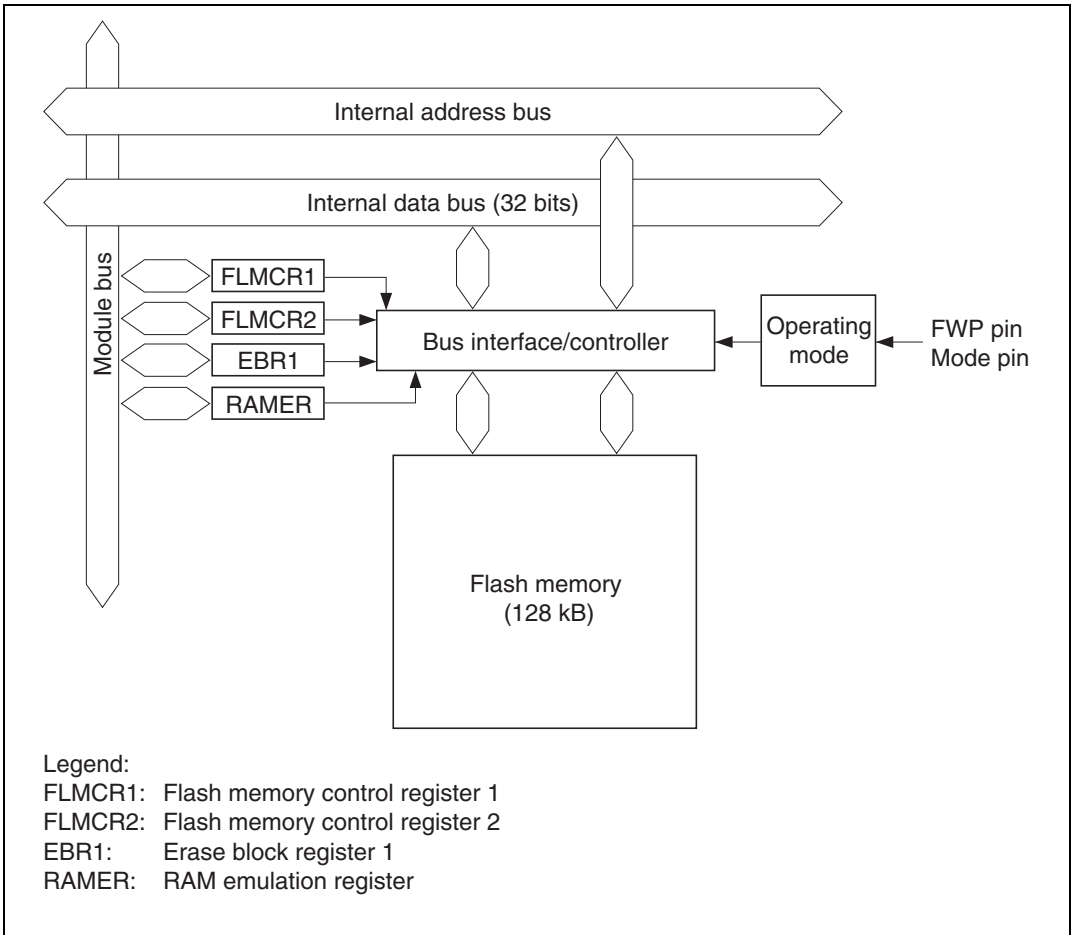 Internal address bus
Internal data bus (32 bits)
Module bus
FLMCR1
FLMCR2
EBR1
RAMER
Bus interface/controller
Operating
mode
FWP pin
Mode pin
Flash memory
(128 kB)
Legend:
FLMCR1: Flash memory control register 1
FLMCR2: Flash memory control register 2
EBR1: Erase block register 1
RAMER: RAM emulation register